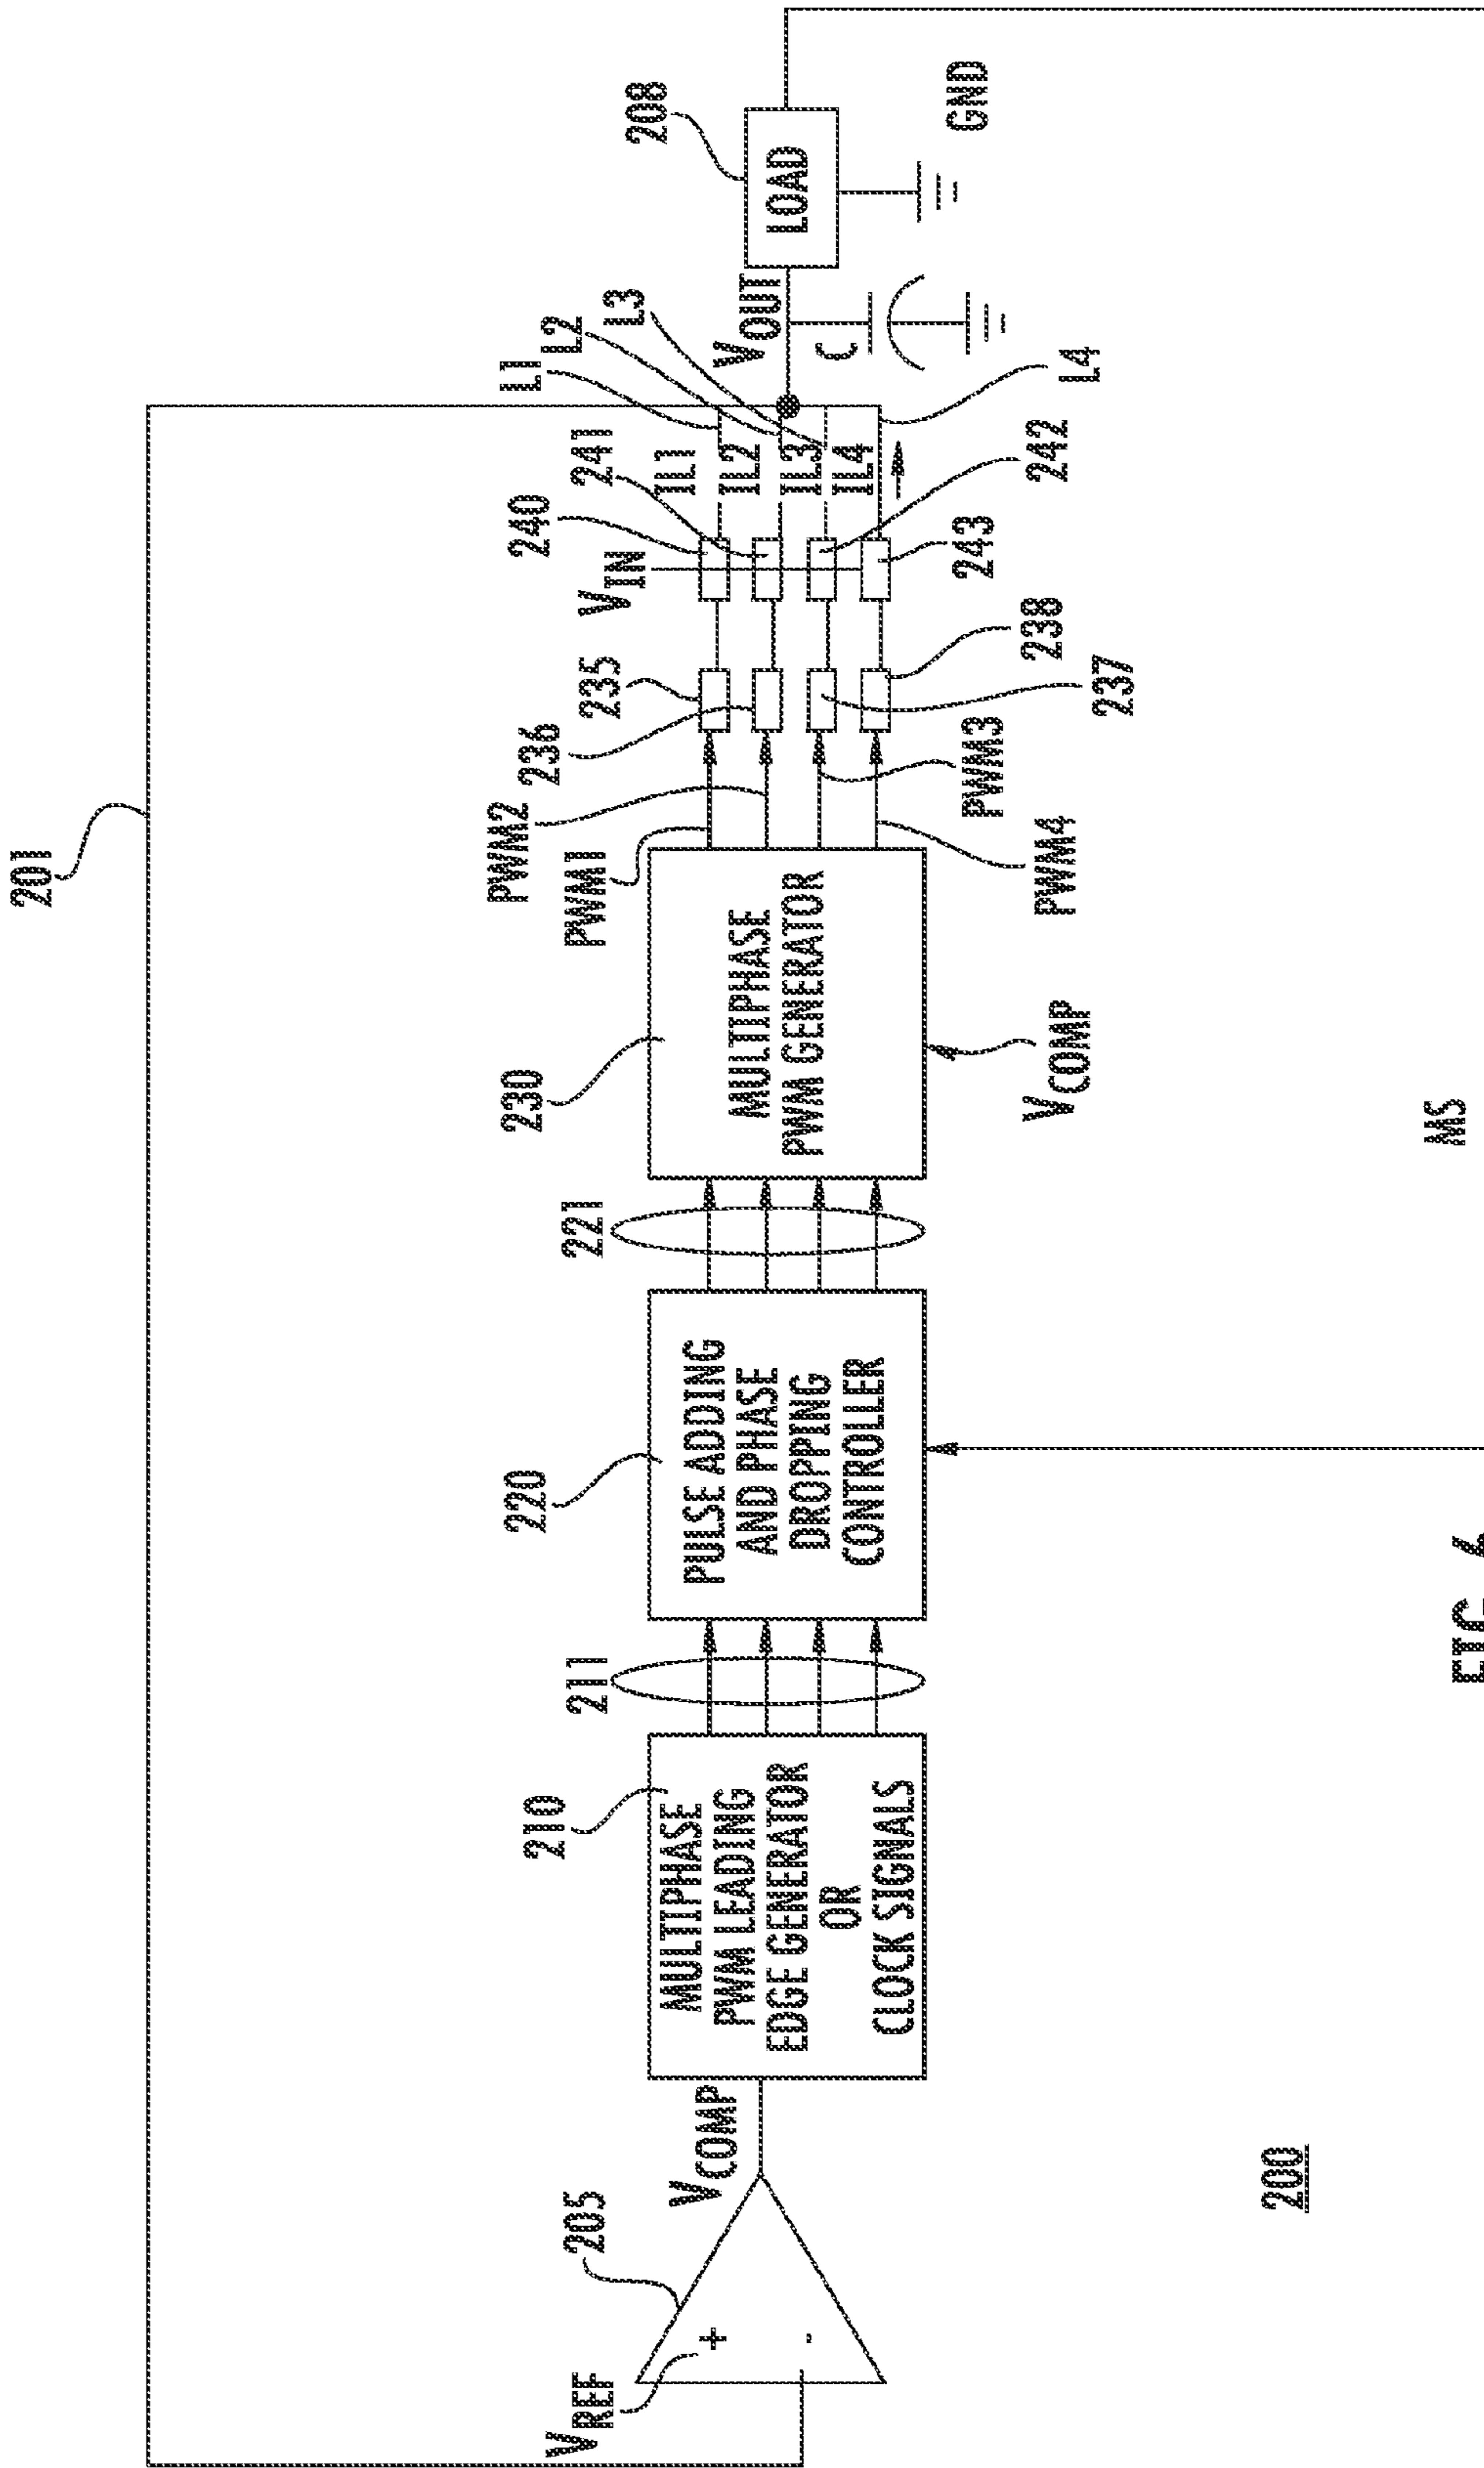 201
VREF
205
VCOMP
210
MULTIPHASE
PWM LEADING
EDGE GENERATOR
OR
CLOCK SIGNALS
211
220
PULSE ADDING
AND PHASE
DROPPING
CONTROLLER
221
230
MULTIPHASE
PWM GENERATOR
VCOMP
PWM1
PWM2
PWM3
PWM4
235
236
237
238
VIN
240
241
242
243
IL1
IL2
IL3
IL4
L1
L2
L3
L4
VOUT
C
208
LOAD
GND
MS
200